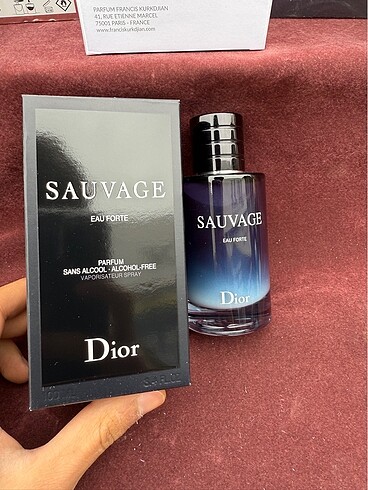 PARFUM FRANCIS KURKDJIAN
41, RUE ETIENNE MARCEL
75001 PARIS - FRANCE
www.franciskurkdjian.com
SAUVAGE
EAU FORTE
PARFUM
SANS ALCOOL · ALCOHOL-FREE
VAPORISATEUR SPRAY
Dior
SAUVAGE
EAU FORTE
Dior